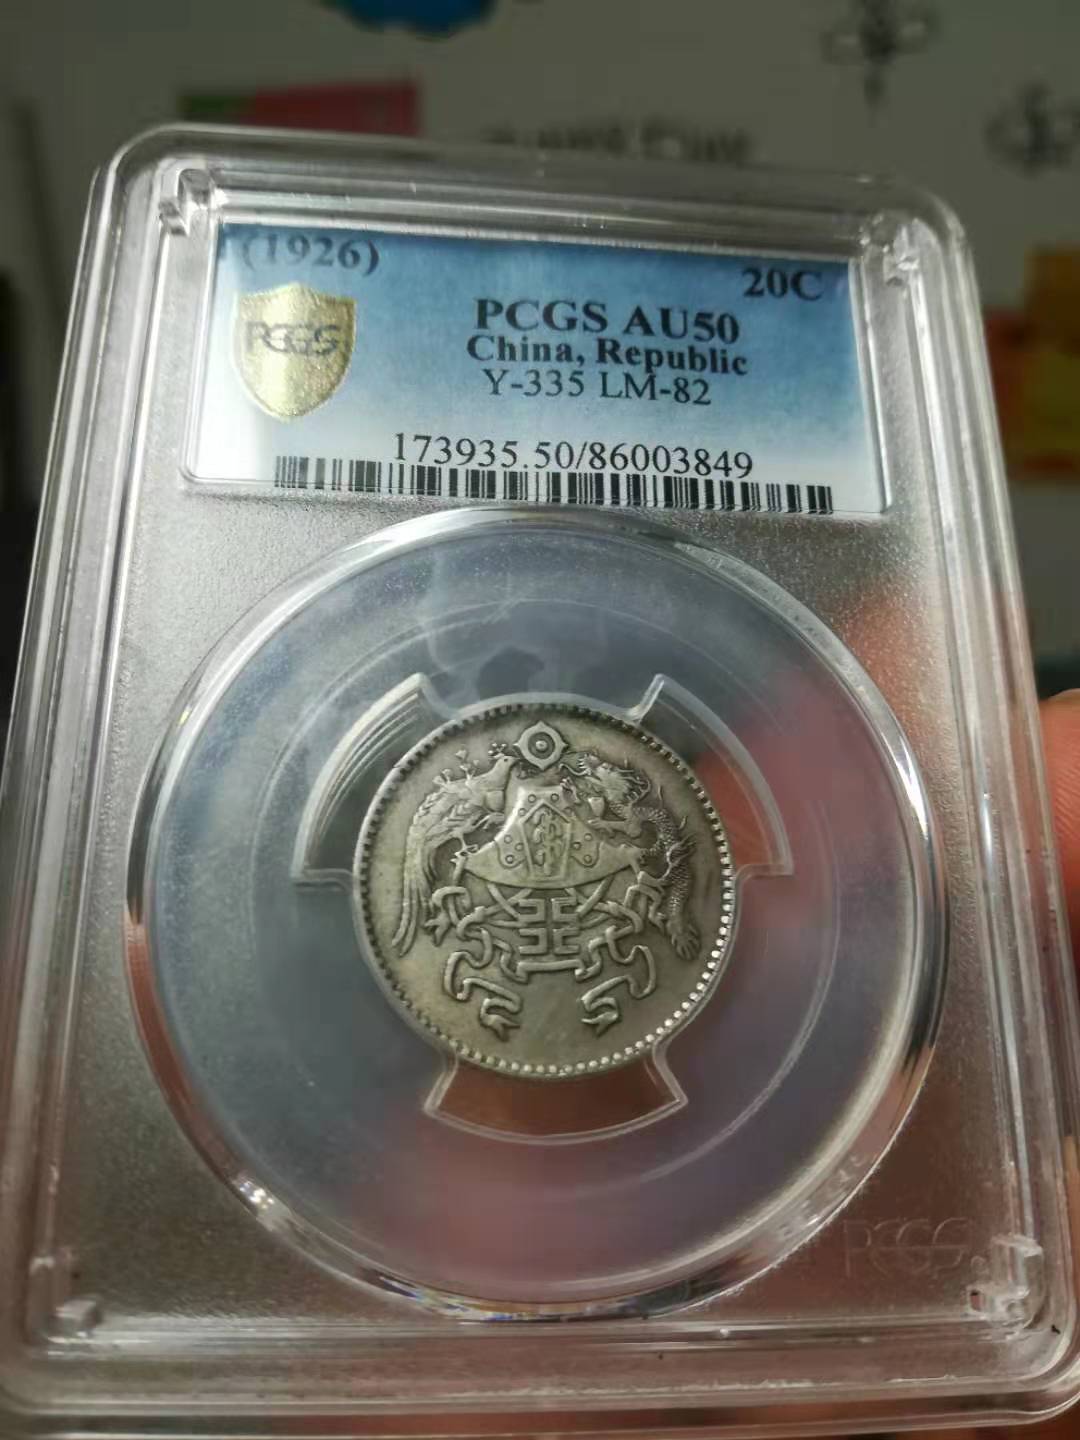 (1926)
20C
PCGS
PCGS AU50
China, Republic
Y-335 LM-82
173935.50/86003849
PCGS